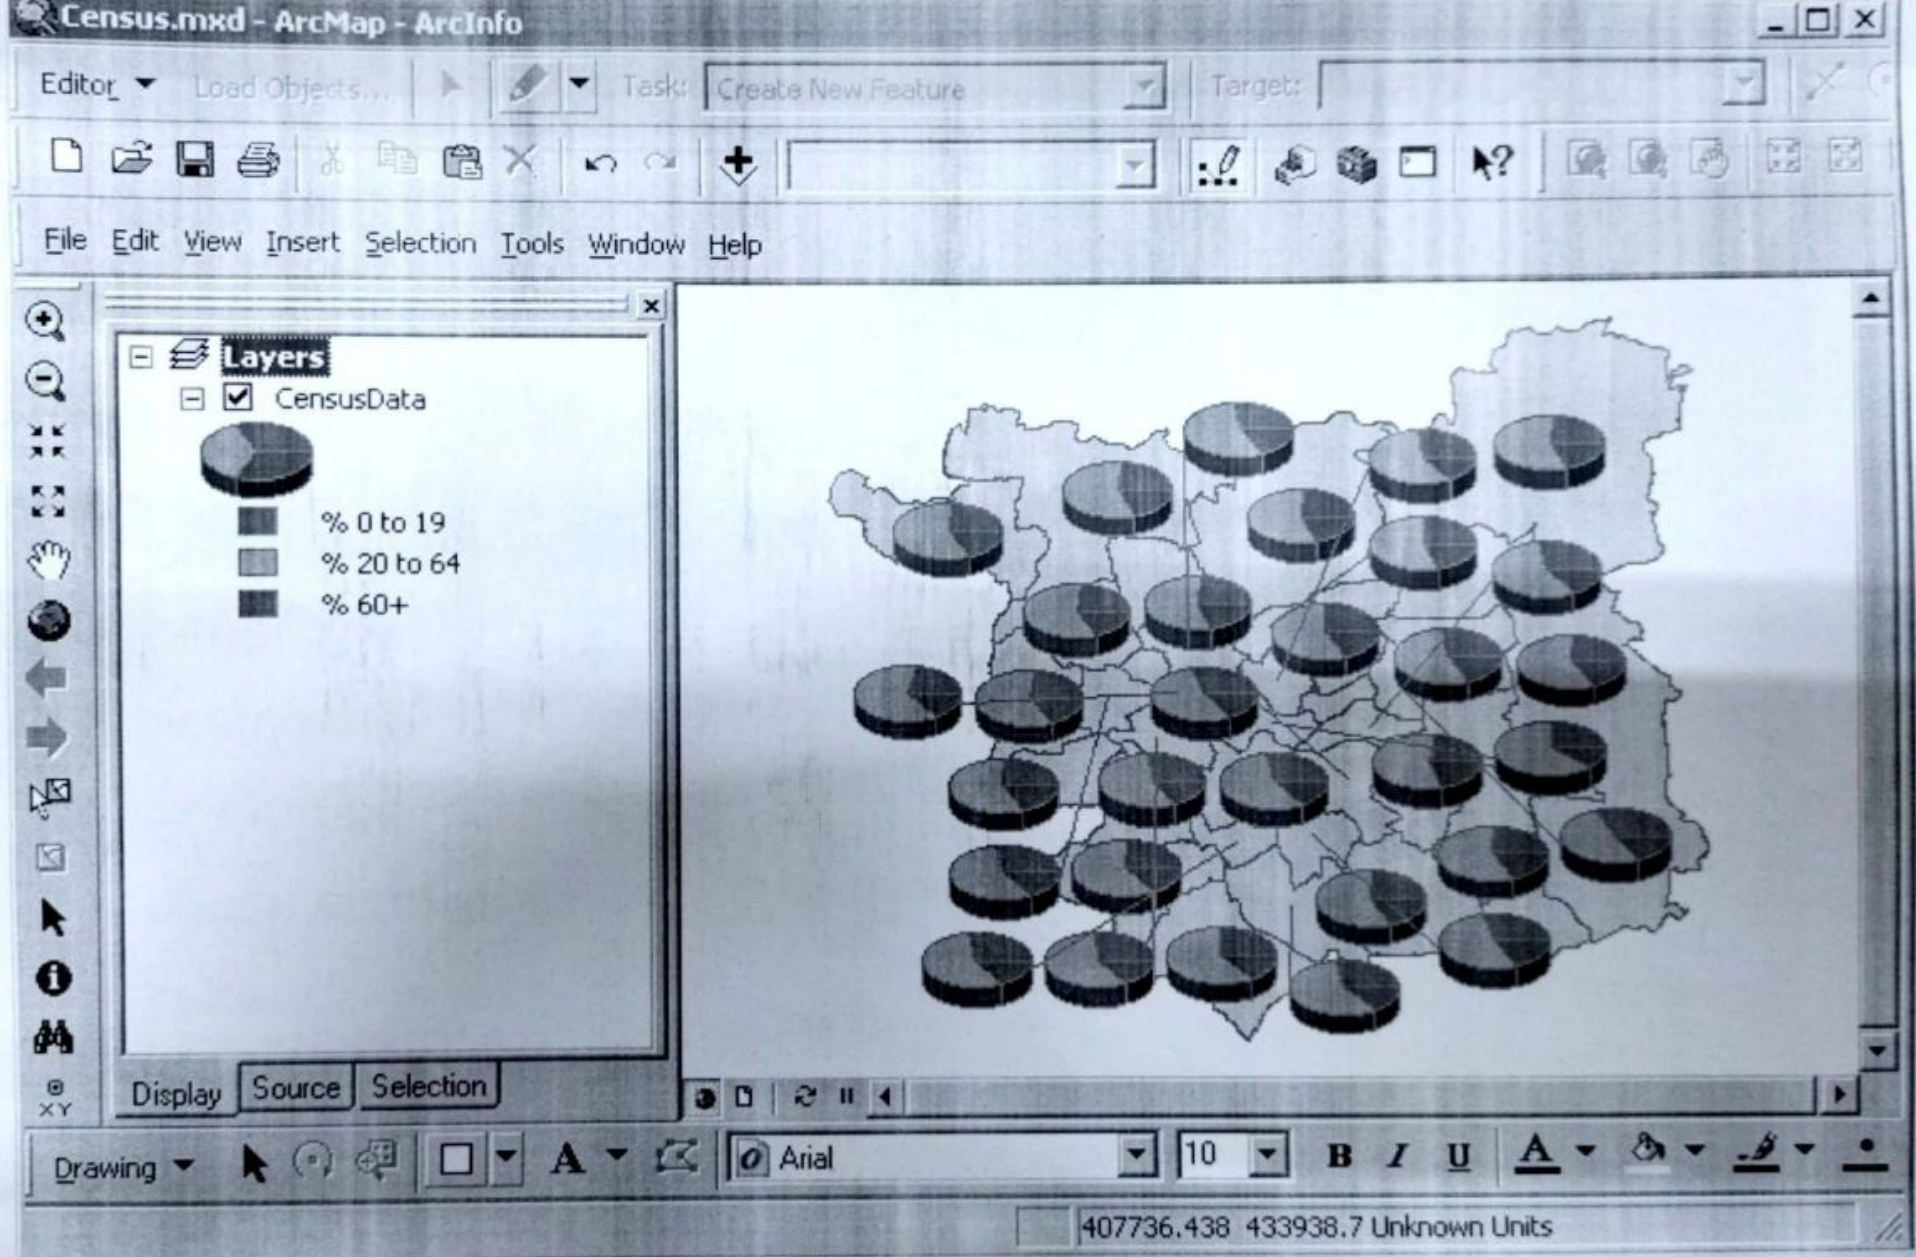 Census.mxd - ArcMap - ArcInfo
Editor Load Objects... Task: Create New Feature Target:
File Edit View Insert Selection Tools Window Help
Layers
CensusData
% 0 to 19
% 20 to 64
% 60+
Display Source Selection
XY
Drawing A Arial 10 B I U A
407736.438 433938.7 Unknown Units